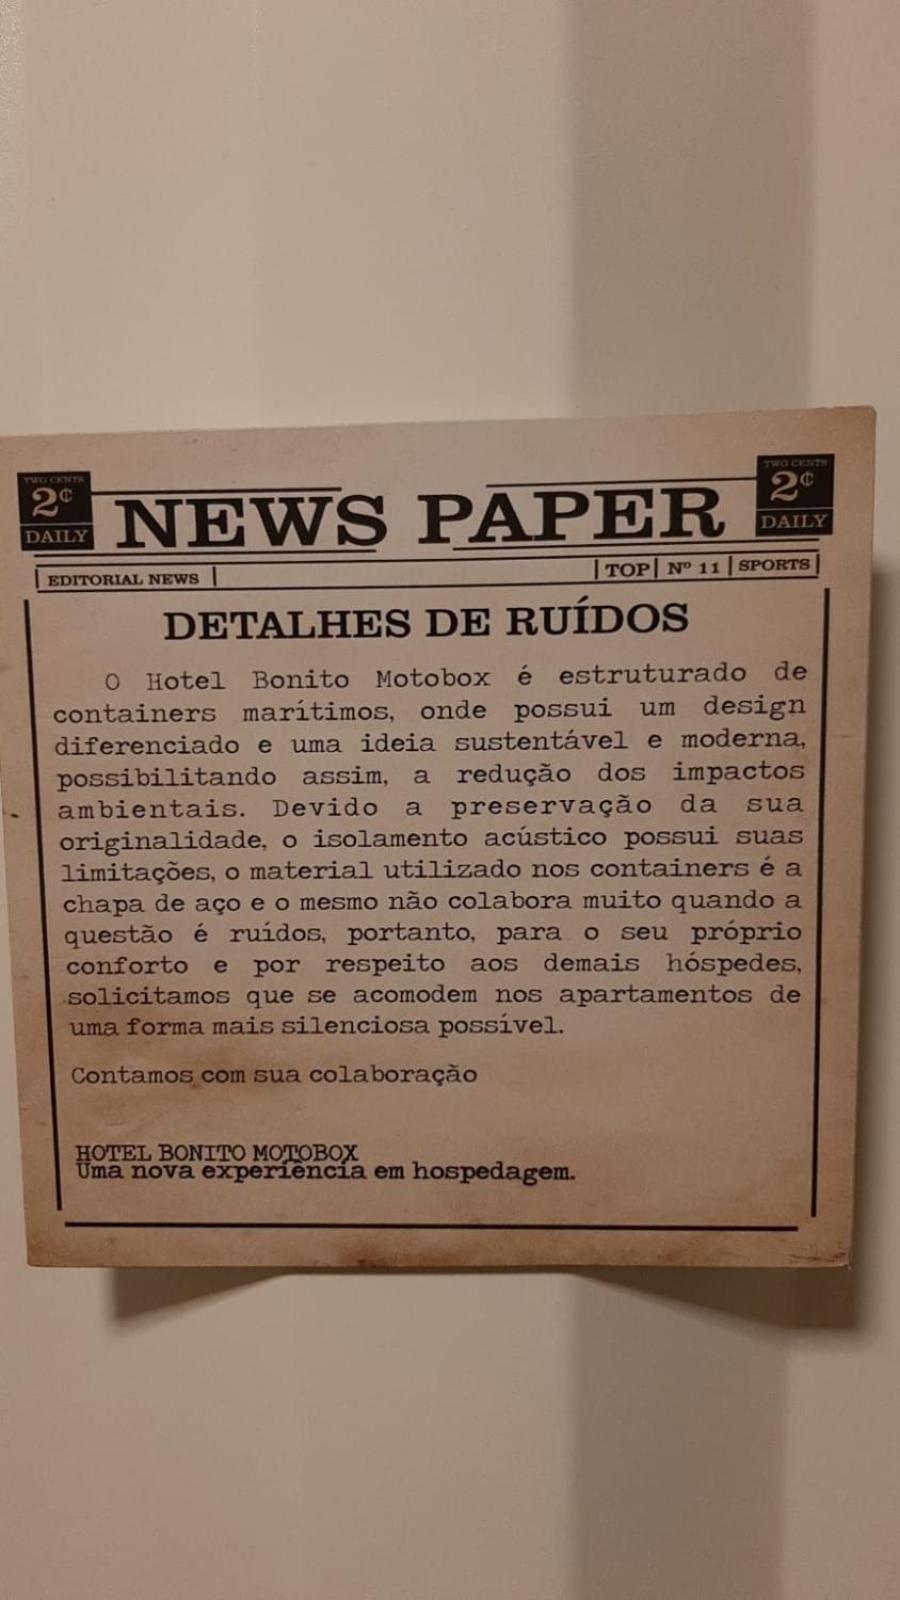 TWO CENTS
2¢
DAILY
NEWS PAPER
TWO CENTS
2¢
DAILY
EDITORIAL NEWS
TOP Nº 11 SPORTS
DETALHES DE RUÍDOS
O Hotel Bonito Motobox é estruturado de
containers marítimos, onde possui um design
diferenciado e uma ideia sustentável e moderna,
possibilitando assim, a redução dos impactos
ambientais. Devido a preservação da sua
originalidade, o isolamento acústico possui suas
limitações, o material utilizado nos containers é a
chapa de aço e o mesmo não colabora muito quando a
questão é ruídos, portanto, para o seu próprio
conforto e por respeito aos demais hóspedes,
solicitamos que se acomodem nos apartamentos de
uma forma mais silenciosa possível.
Contamos com sua colaboração
HOTEL BONITO MOTOBOX
Uma nova experiência em hospedagem.